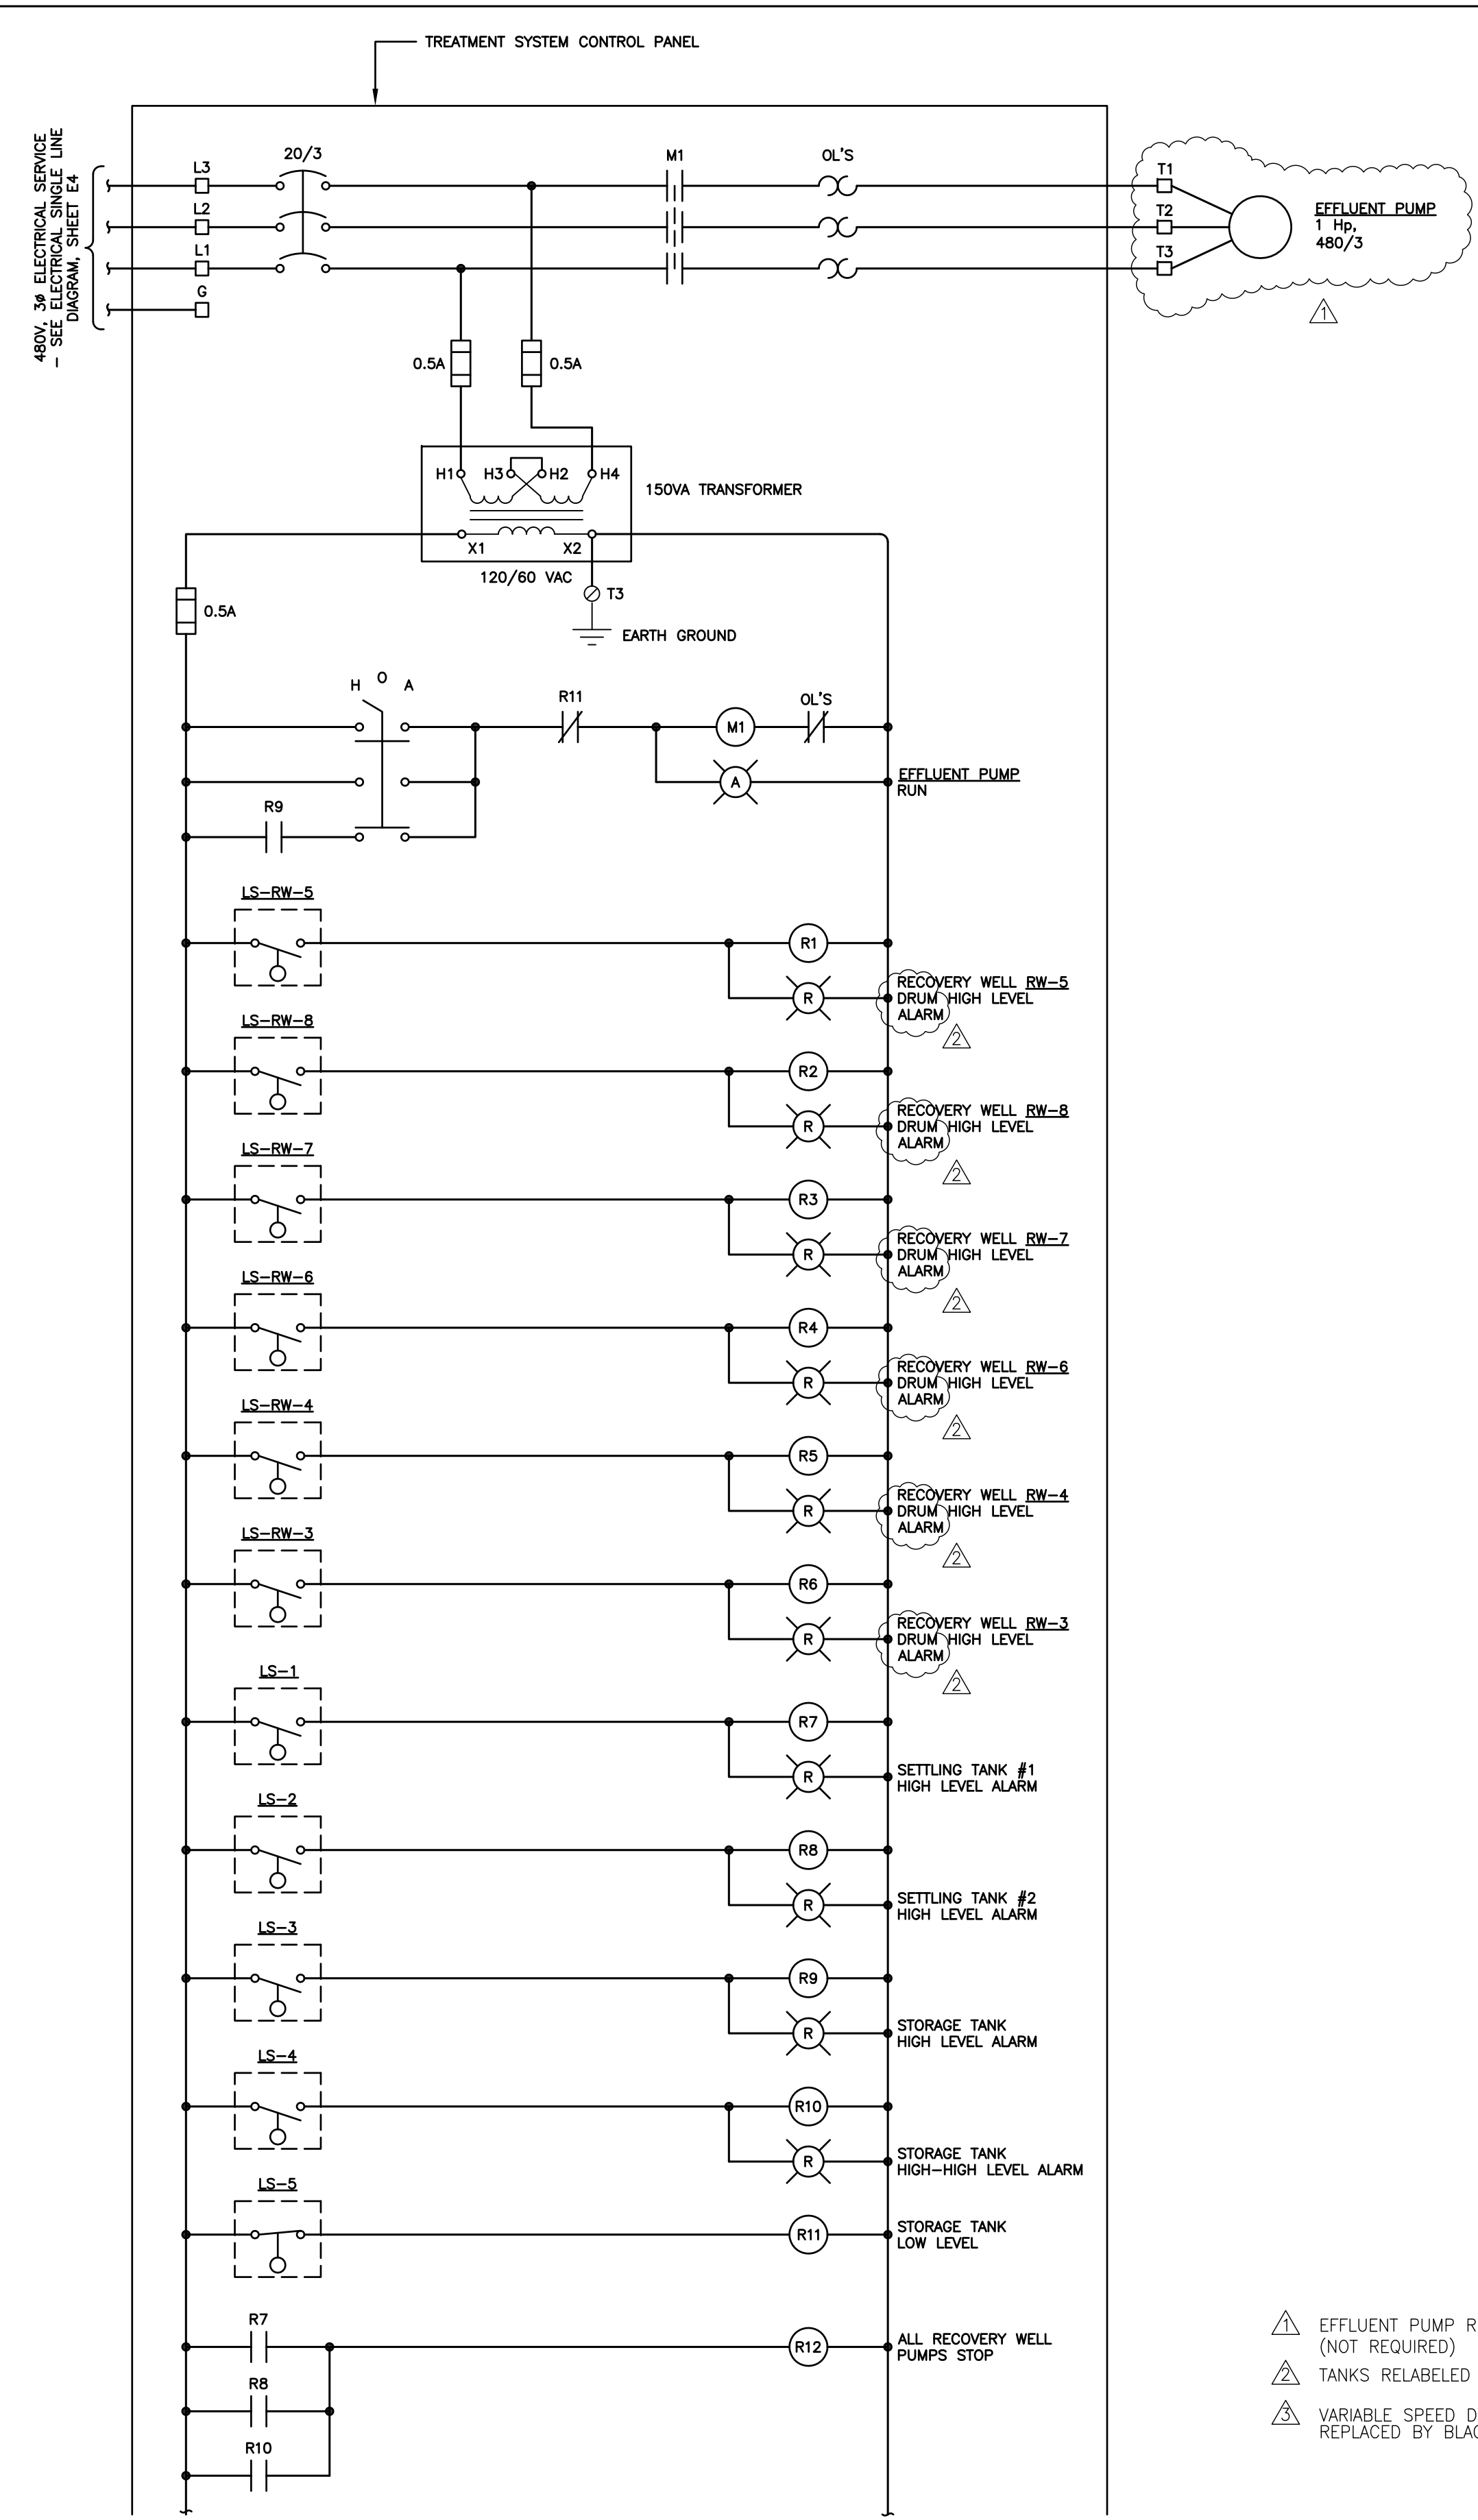 TREATMENT SYSTEM CONTROL PANEL
480V, 3ø ELECTRICAL SERVICE
- SEE ELECTRICAL SINGLE LINE
DIAGRAM, SHEET E4
L3
20/3
M1
OL'S
T1
L2
T2
L1
T3
G
EFFLUENT PUMP
1 Hp,
480/3
1
0.5A
0.5A
H1
H3
H2
H4
150VA TRANSFORMER
X1
X2
120/60 VAC
T3
EARTH GROUND
0.5A
H
O
A
R11
M1
OL'S
A
EFFLUENT PUMP
RUN
R9
LS-RW-5
R1
R
RECOVERY WELL RW-5
DRUM HIGH LEVEL
ALARM
2
LS-RW-8
R2
R
RECOVERY WELL RW-8
DRUM HIGH LEVEL
ALARM
2
LS-RW-7
R3
R
RECOVERY WELL RW-7
DRUM HIGH LEVEL
ALARM
2
LS-RW-6
R4
R
RECOVERY WELL RW-6
DRUM HIGH LEVEL
ALARM
2
LS-RW-4
R5
R
RECOVERY WELL RW-4
DRUM HIGH LEVEL
ALARM
2
LS-RW-3
R6
R
RECOVERY WELL RW-3
DRUM HIGH LEVEL
ALARM
2
LS-1
R7
R
SETTLING TANK #1
HIGH LEVEL ALARM
LS-2
R8
R
SETTLING TANK #2
HIGH LEVEL ALARM
LS-3
R9
R
STORAGE TANK
HIGH LEVEL ALARM
LS-4
R10
R
STORAGE TANK
HIGH-HIGH LEVEL ALARM
LS-5
R11
STORAGE TANK
LOW LEVEL
R7
R12
ALL RECOVERY WELL
PUMPS STOP
R8
R10
1 EFFLUENT PUMP R
(NOT REQUIRED)
2 TANKS RELABELED
3 VARIABLE SPEED D
REPLACED BY BLA